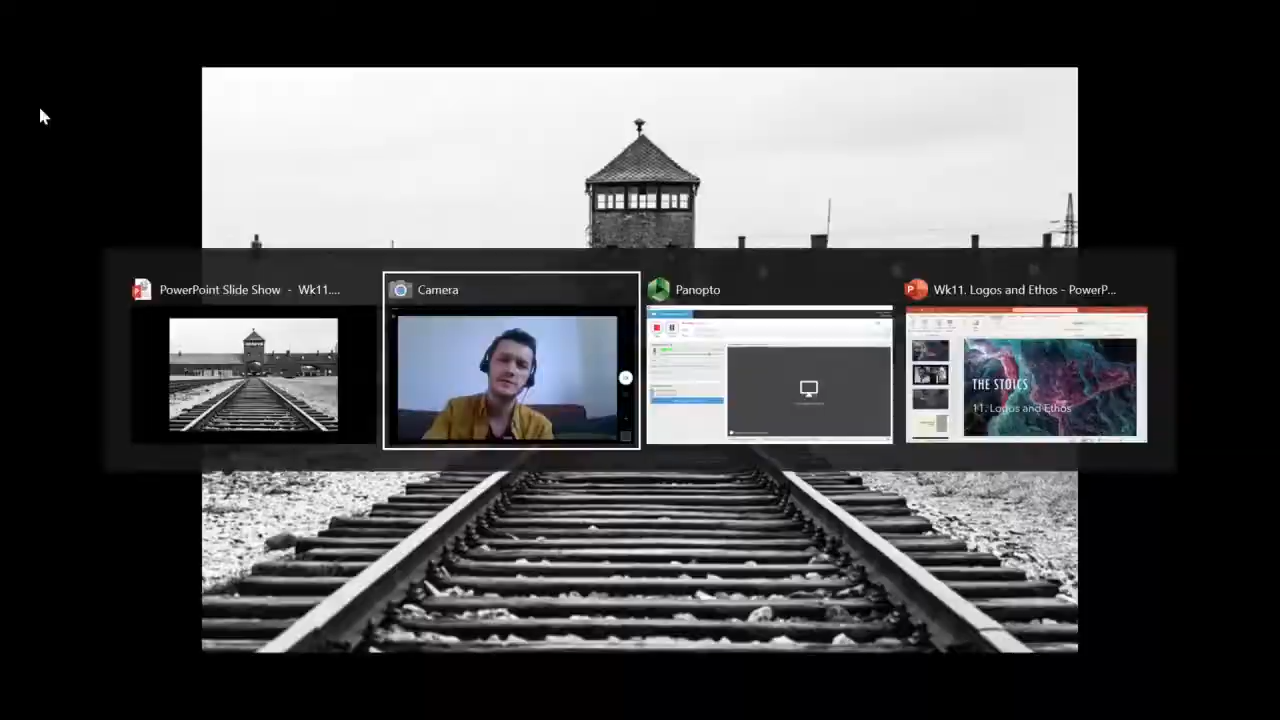 PowerPoint Slide Show - Wk11....
Camera
Panopto
Wk11. Logos and Ethos - PowerP...
THE STOICS
11. Logos and Ethos